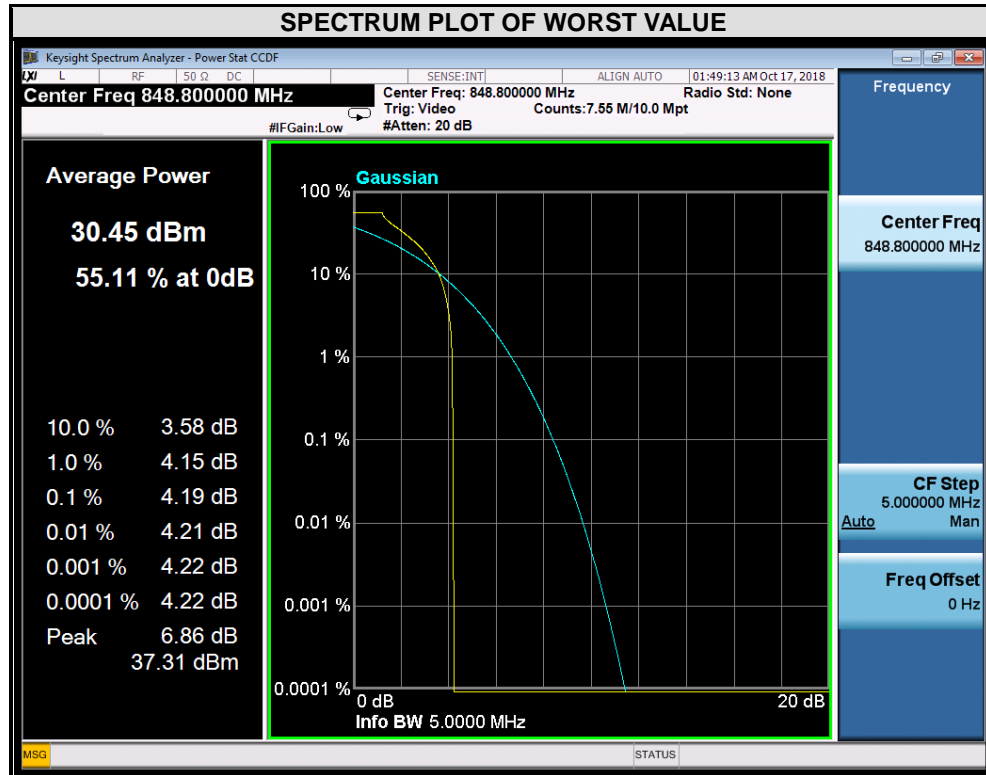 SPECTRUM PLOT OF WORST VALUE
Keysight Spectrum Analyzer - Power Stat CCDF
LXI L RF 50 Ω DC SENSE:INT ALIGN AUTO 01:49:13 AM Oct 17, 2018
Center Freq 848.800000 MHz
Center Freq: 848.800000 MHz Radio Std: None
Trig: Video Counts:7.55 M/10.0 Mpt
#IFGain:Low #Atten: 20 dB
Frequency
Average Power
30.45 dBm
55.11 % at 0dB
10.0 % 3.58 dB
1.0 % 4.15 dB
0.1 % 4.19 dB
0.01 % 4.21 dB
0.001 % 4.22 dB
0.0001 % 4.22 dB
Peak 6.86 dB
37.31 dBm
Gaussian
100 %
10 %
1 %
0.1 %
0.01 %
0.001 %
0.0001 %
0 dB 20 dB
Info BW 5.0000 MHz
Center Freq
848.800000 MHz
CF Step
5.000000 MHz
Auto Man
Freq Offset
0 Hz
MSG STATUS